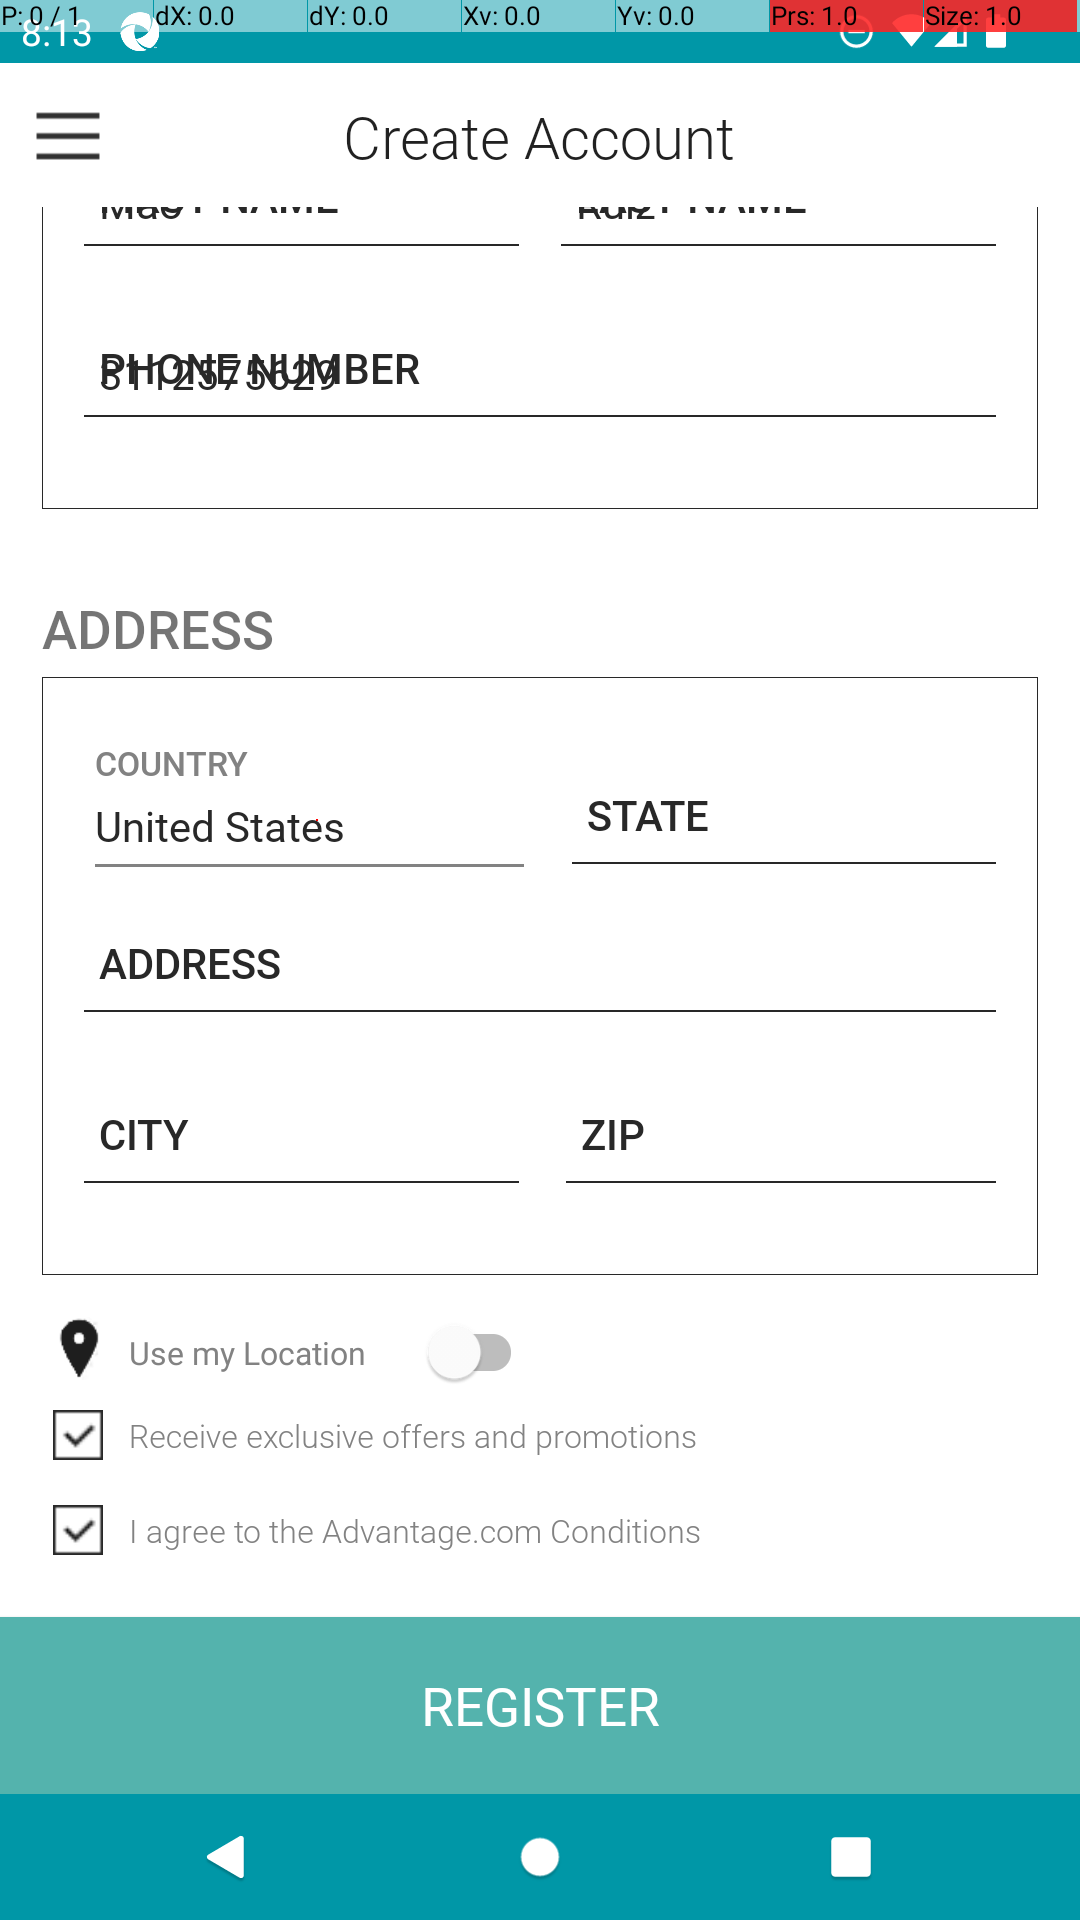 P: 0 / 1 dX: 0.0 dY: 0.0 Xv: 0.0 Yv: 0.0 Prs: 1.0 Size: 1.0
8:13
Create Account
PHONE NUMBER
3112575629
ADDRESS
COUNTRY
United States
STATE
ADDRESS
CITY ZIP
Use my Location
Receive exclusive offers and promotions
I agree to the Advantage.com Conditions
REGISTER